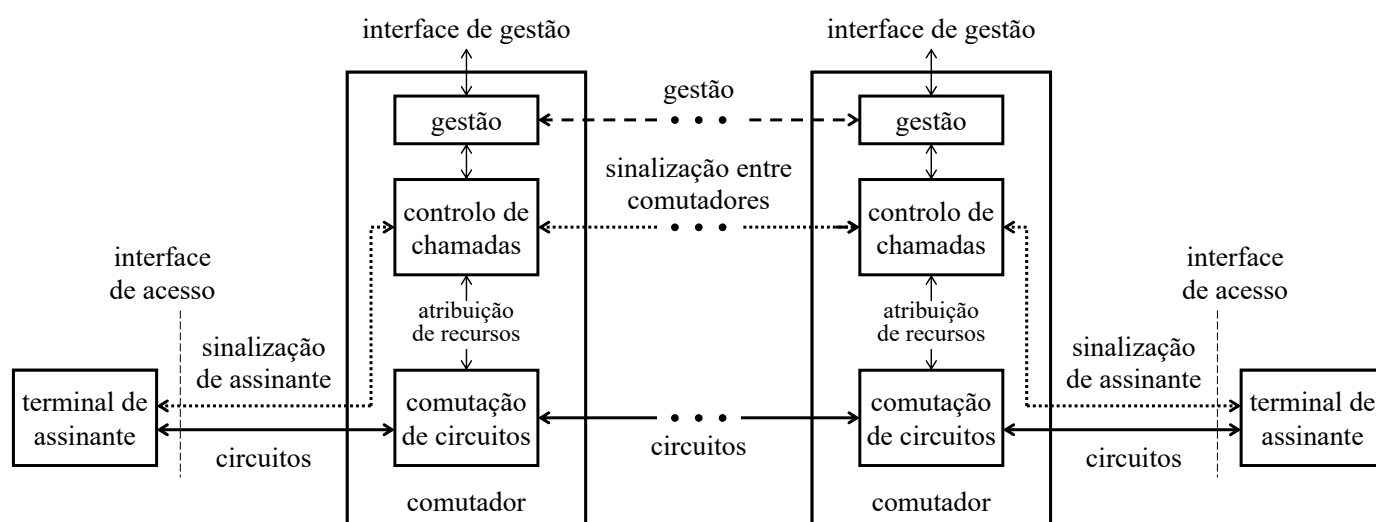 interface de gestão
interface de gestão
gestão
gestão
gestão
sinalização entre
comutadores
controlo de
chamadas
controlo de
chamadas
interface
de acesso
interface
de acesso
atribuição
de recursos
atribuição
de recursos
sinalização
de assinante
sinalização
de assinante
terminal de
assinante
comutação
de circuitos
comutação
de circuitos
terminal de
assinante
circuitos
circuitos
circuitos
comutador
comutador